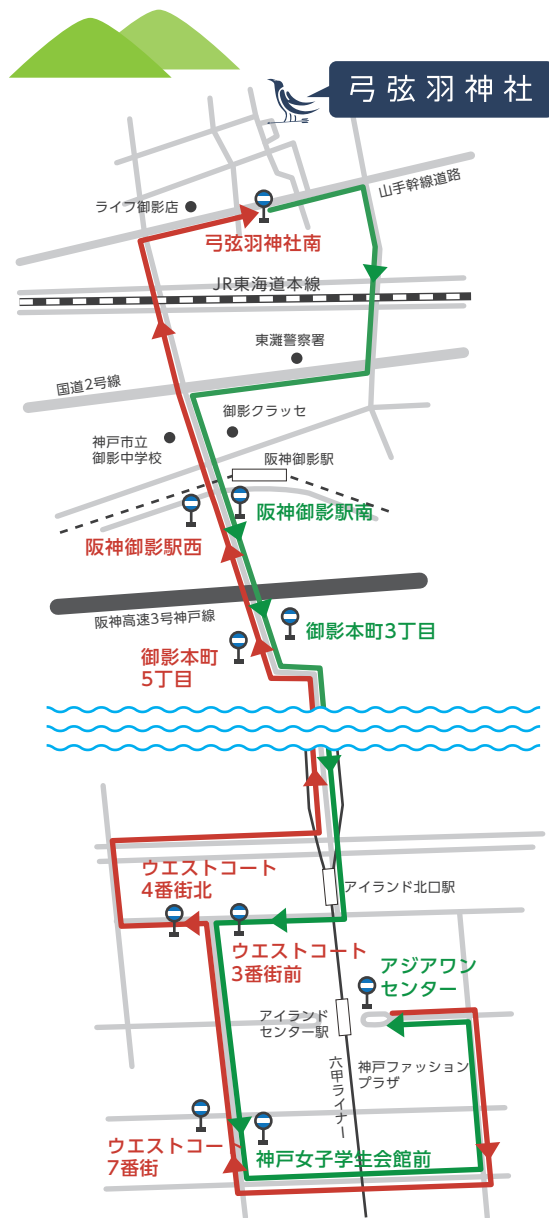 弓弦羽神社
山手幹線道路
ライフ御影店
弓弦羽神社南
JR東海道本線
東灘警察署
国道2号線
御影クラッセ
神戸市立
御影中学校
阪神御影駅
阪神御影駅南
阪神御影駅西
阪神高速3号神戸線
御影本町3丁目
御影本町
5丁目
ウエストコート
4番街北
アイランド北口駅
ウエストコート
3番街前
アジアワン
センター
アイランド
センター駅
六甲ライナー
神戸ファッション
プラザ
ウエストコート
7番街
神戸女子学生会館前